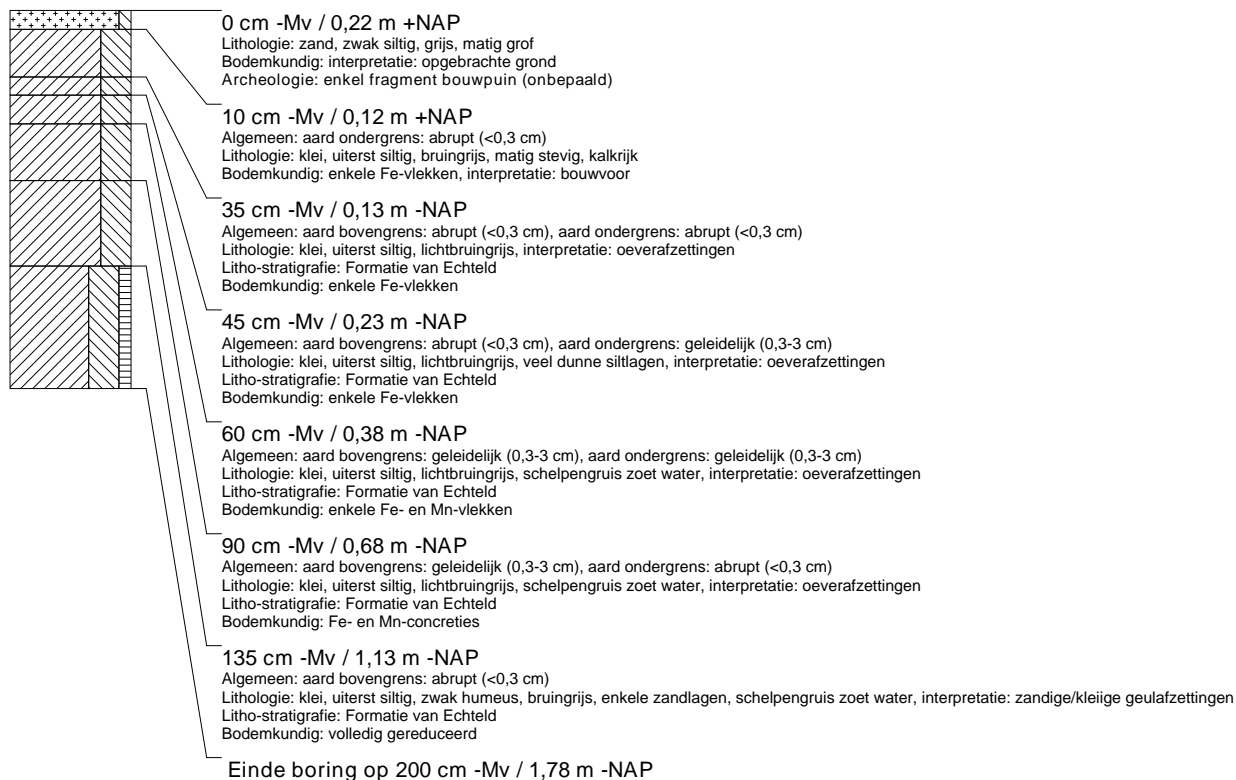 0 cm -Mv / 0,22 m +NAP
Lithologie: zand, zwak siltig, grijs, matig grof
Bodemkundig: interpretatie: opgebrachte grond
Archeologie: enkel fragment bouwpuin (onbepaald)
10 cm -Mv / 0,12 m +NAP
Algemeen: aard ondergrens: abrupt (<0,3 cm)
Lithologie: klei, uiterst siltig, bruingrijs, matig stevig, kalkrijk
Bodemkundig: enkele Fe-vlekken, interpretatie: bouwvoor
35 cm -Mv / 0,13 m -NAP
Algemeen: aard bovengrens: abrupt (<0,3 cm), aard ondergrens: abrupt (<0,3 cm)
Lithologie: klei, uiterst siltig, lichtbruingrijs, interpretatie: oeverafzettingen
Litho-stratigrafie: Formatie van Echteld
Bodemkundig: enkele Fe-vlekken
45 cm -Mv / 0,23 m -NAP
Algemeen: aard bovengrens: abrupt (<0,3 cm), aard ondergrens: geleidelijk (0,3-3 cm)
Lithologie: klei, uiterst siltig, lichtbruingrijs, veel dunne siltlagen, interpretatie: oeverafzettingen
Litho-stratigrafie: Formatie van Echteld
Bodemkundig: enkele Fe-vlekken
60 cm -Mv / 0,38 m -NAP
Algemeen: aard bovengrens: geleidelijk (0,3-3 cm), aard ondergrens: geleidelijk (0,3-3 cm)
Lithologie: klei, uiterst siltig, lichtbruingrijs, schelpengruis zoet water, interpretatie: oeverafzettingen
Litho-stratigrafie: Formatie van Echteld
Bodemkundig: enkele Fe- en Mn-vlekken
90 cm -Mv / 0,68 m -NAP
Algemeen: aard bovengrens: geleidelijk (0,3-3 cm), aard ondergrens: abrupt (<0,3 cm)
Lithologie: klei, uiterst siltig, lichtbruingrijs, schelpengruis zoet water, interpretatie: oeverafzettingen
Litho-stratigrafie: Formatie van Echteld
Bodemkundig: Fe- en Mn-concreties
135 cm -Mv / 1,13 m -NAP
Algemeen: aard bovengrens: abrupt (<0,3 cm)
Lithologie: klei, uiterst siltig, zwak humeus, bruingrijs, enkele zandlagen, schelpengruis zoet water, interpretatie: zandige/kleiige geulafzettingen
Litho-stratigrafie: Formatie van Echteld
Bodemkundig: volledig gereduceerd
Einde boring op 200 cm -Mv / 1,78 m -NAP